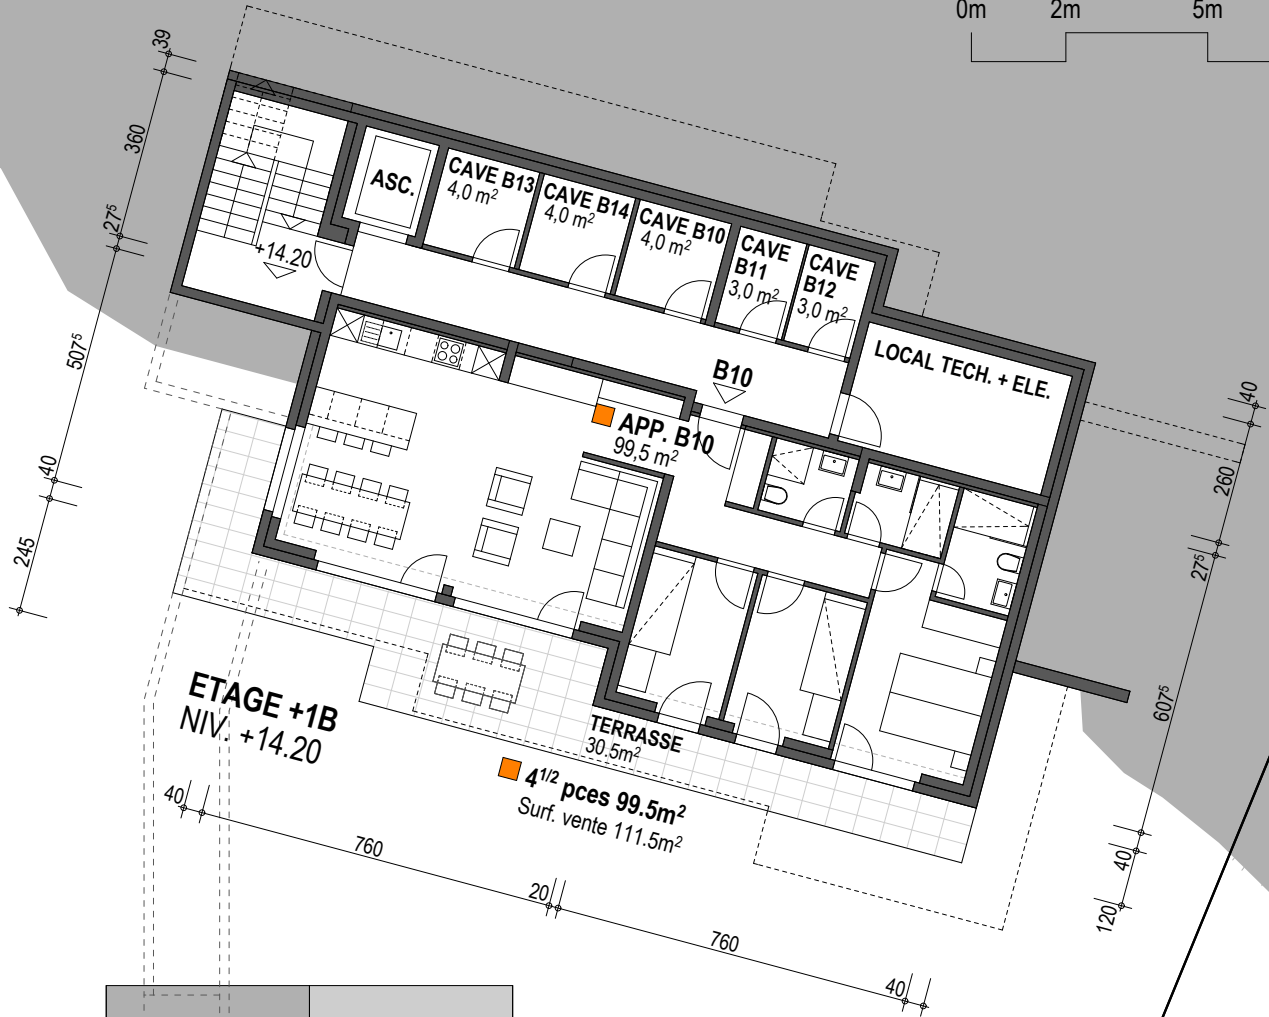 0m 2m 5m
39
360
27⁵
507⁵
40
245
ASC.
CAVE B13
4,0 m²
CAVE B14
4,0 m²
CAVE B10
4,0 m²
CAVE
B11
3,0 m²
CAVE
B12
3,0 m²
+14.20
LOCAL TECH. + ELE.
B10
APP. B10
99,5 m²
40
260
27⁵
607⁵
40
120
ETAGE +1B
NIV. +14.20
TERRASSE
30.5m²
4¹/² pces 99.5m²
Surf. vente 111.5m²
40
760
20
760
40